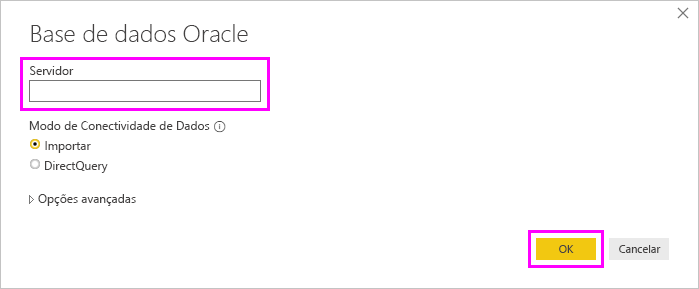 Base de dados Oracle
Servidor
Modo de Conectividade de Dados
Importar
DirectQuery
Opções avançadas
OK Cancelar